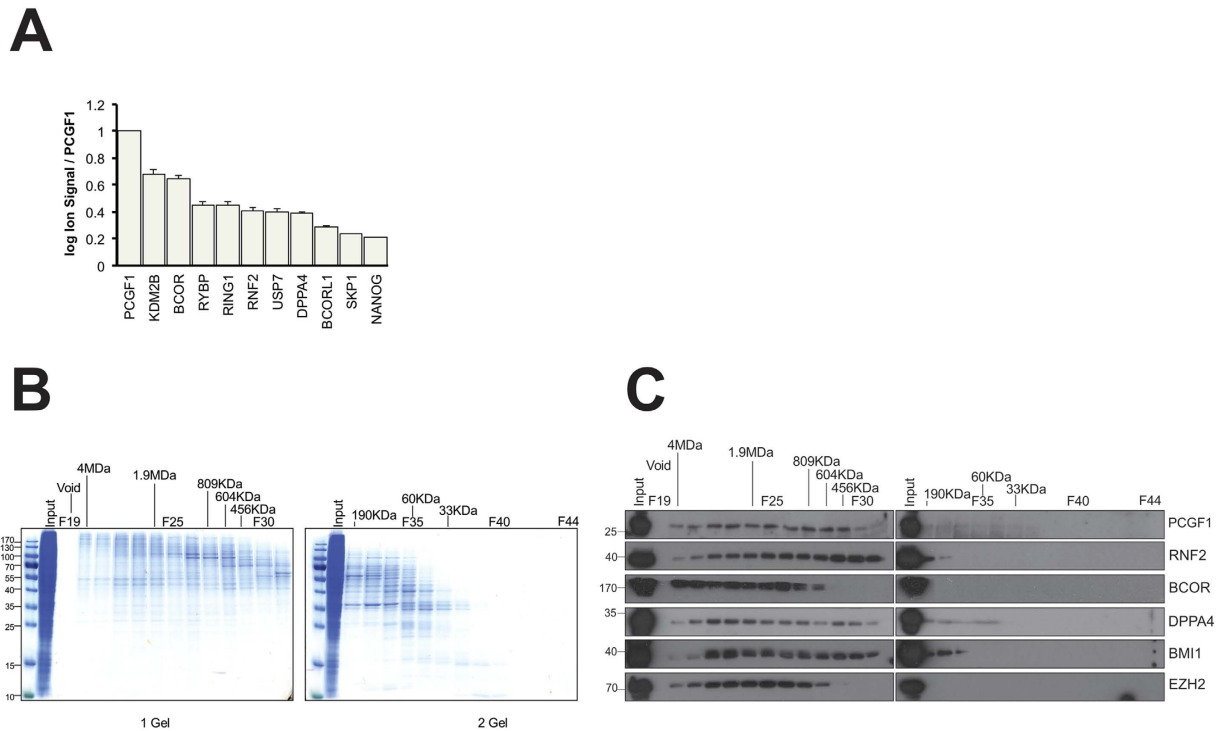 A
log Ion Signal / PCGF1
1.2
1
0.8
0.6
0.4
0.2
0
PCGF1
KDM2B
BCOR
RYBP
RING1
RNF2
USP7
DPPA4
BCORL1
SKP1
NANOG
B
4MDa
1.9MDa
Void
809KDa
604KDa
456KDa
Input
F19
F25
F30
60KDa
33KDa
190KDa
Input
F35
F40
F44
170
130
100
70
55
40
35
25
15
10
1 Gel
2 Gel
C
4MDa
1.9MDa
Void
809KDa
604KDa
456KDa
Input
F19
F25
F30
60KDa
33KDa
190KDa
Input
F35
F40
F44
25
PCGF1
40
RNF2
170
BCOR
35
DPPA4
40
BMI1
70
EZH2